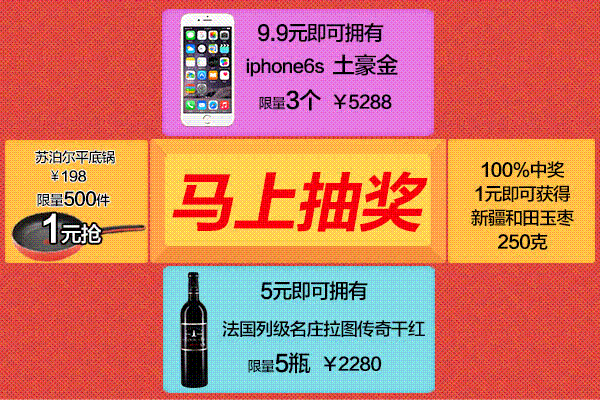 9.9元即可拥有
iphone6s 土豪金
限量3个 ￥5288
苏泊尔平底锅
￥198
限量500件
1元抢
马上抽奖
100%中奖
1元即可获得
新疆和田玉枣
250克
5元即可拥有
法国列级名庄拉图传奇干红
限量5瓶 ￥2280